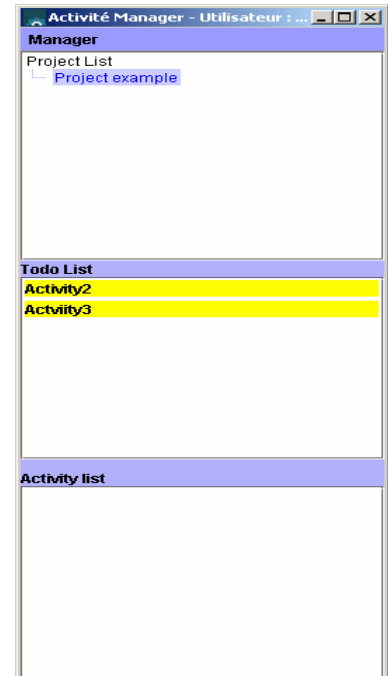 Activité Manager - Utilisateur : ...
Manager
Project List
Project example
Todo List
Activity2
Actviity3
Activity list